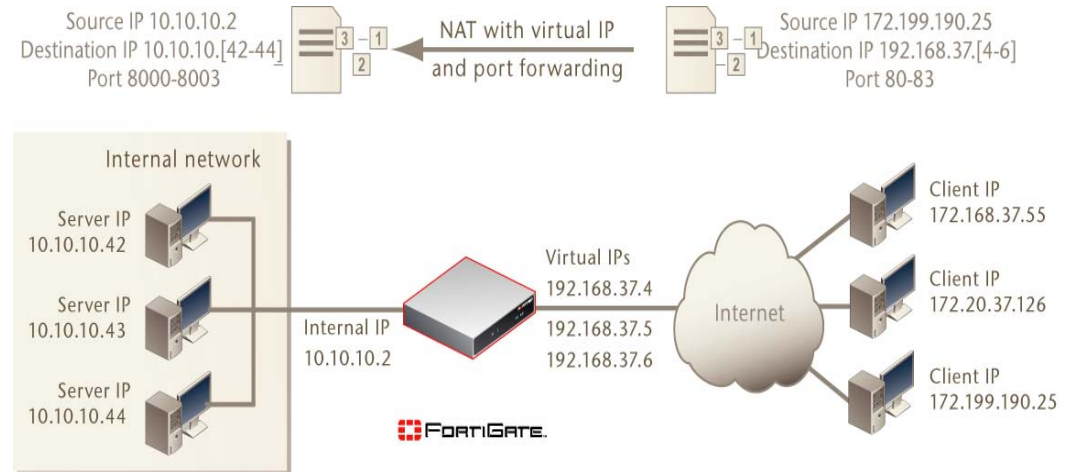 Source IP 10.10.10.2
Destination IP 10.10.10.[42-44]
Port 8000-8003
3 1
2
NAT with virtual IP
and port forwarding
3 1
2
Source IP 172.199.190.25
Destination IP 192.168.37.[4-6]
Port 80-83
Internal network
Server IP
10.10.10.42
Server IP
10.10.10.43
Server IP
10.10.10.44
Internal IP
10.10.10.2
Virtual IPs
192.168.37.4
192.168.37.5
192.168.37.6
Internet
Client IP
172.168.37.55
Client IP
172.20.37.126
Client IP
172.199.190.25
FORTIGATE.